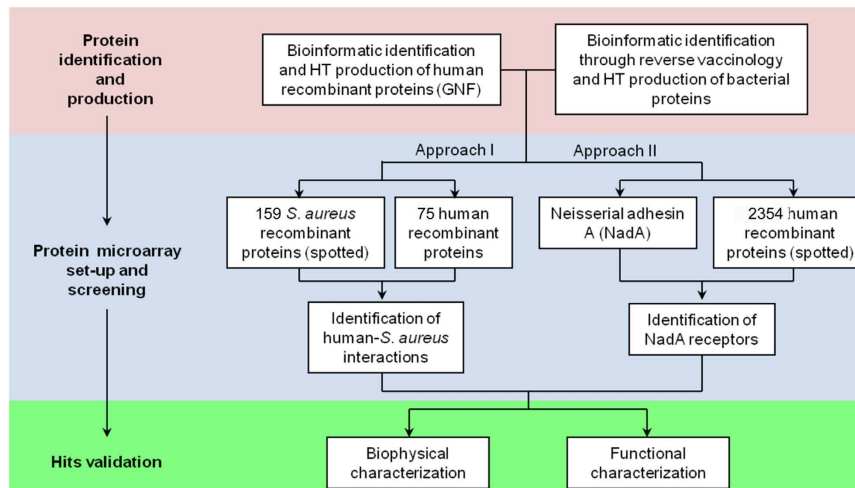 Protein
identification
and
production
Bioinformatic identification
and HT production of human
recombinant proteins (GNF)
Bioinformatic identification
through reverse vaccinology
and HT production of bacterial
proteins
Approach I
Approach II
Protein microarray
set-up and
screening
159 S. aureus
recombinant
proteins (spotted)
75 human
recombinant
proteins
Neisserial adhesin
A (NadA)
2354 human
recombinant
proteins (spotted)
Identification of
human-S. aureus
interactions
Identification of
NadA receptors
Hits validation
Biophysical
characterization
Functional
characterization